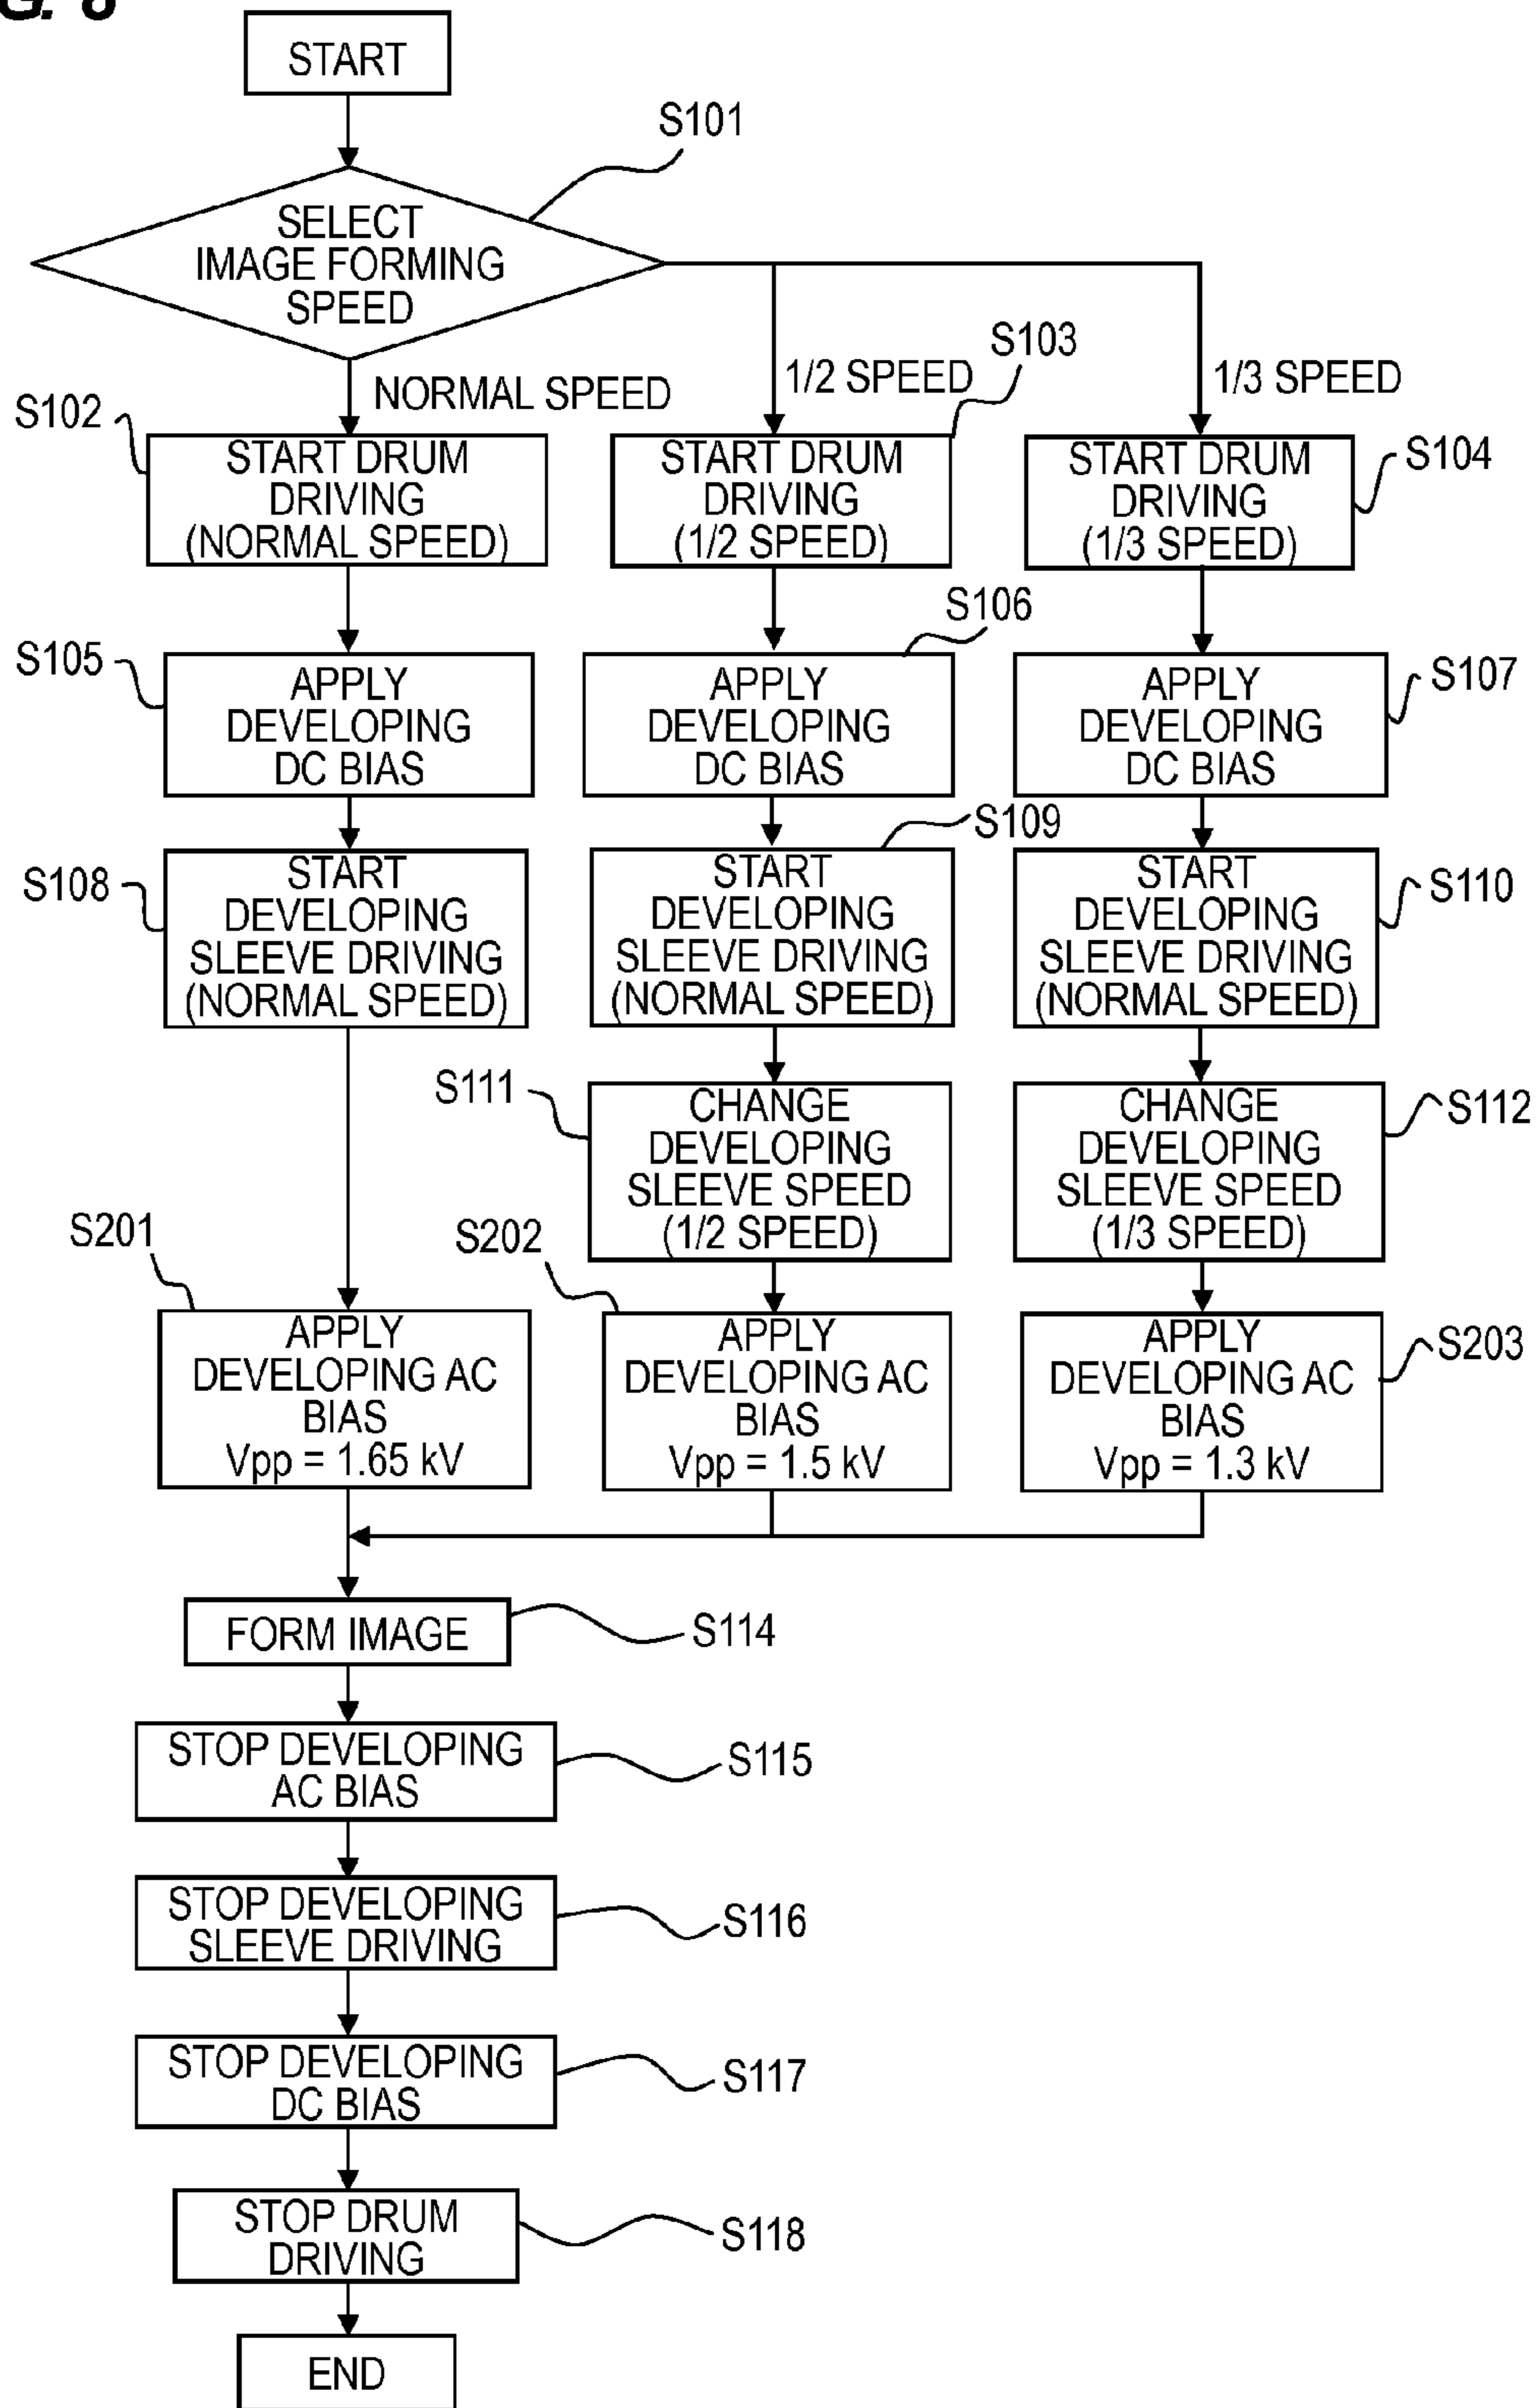 G. 8
START
S101
SELECT
IMAGE FORMING
SPEED
S102
NORMAL SPEED
1/2 SPEED
S103
1/3 SPEED
START DRUM
DRIVING
(NORMAL SPEED)
START DRUM
DRIVING
(1/2 SPEED)
START DRUM
DRIVING
(1/3 SPEED)
S104
S105
APPLY
DEVELOPING
DC BIAS
S106
APPLY
DEVELOPING
DC BIAS
APPLY
DEVELOPING
DC BIAS
S107
S108
START
DEVELOPING
SLEEVE DRIVING
(NORMAL SPEED)
S109
START
DEVELOPING
SLEEVE DRIVING
(NORMAL SPEED)
START
DEVELOPING
SLEEVE DRIVING
(NORMAL SPEED)
S110
S111
CHANGE
DEVELOPING
SLEEVE SPEED
(1/2 SPEED)
CHANGE
DEVELOPING
SLEEVE SPEED
(1/3 SPEED)
S112
S201
APPLY
DEVELOPING AC
BIAS
Vpp = 1.65 kV
S202
APPLY
DEVELOPING AC
BIAS
Vpp = 1.5 kV
APPLY
DEVELOPING AC
BIAS
Vpp = 1.3 kV
S203
FORM IMAGE
S114
STOP DEVELOPING
AC BIAS
S115
STOP DEVELOPING
SLEEVE DRIVING
S116
STOP DEVELOPING
DC BIAS
S117
STOP DRUM
DRIVING
S118
END